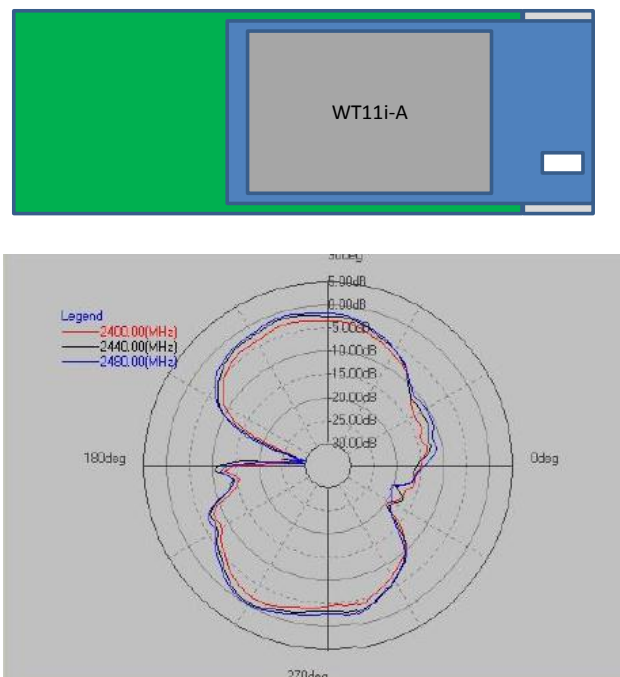 WT11i-A
5.00dB
0.00dB
Legend
-5.00dB
2400.00(MHz)
2440.00(MHz)
-10.00dB
2480.00(MHz)
-15.00dB
-20.00dB
-25.00dB
-30.00dB
180deg
0deg
270deg